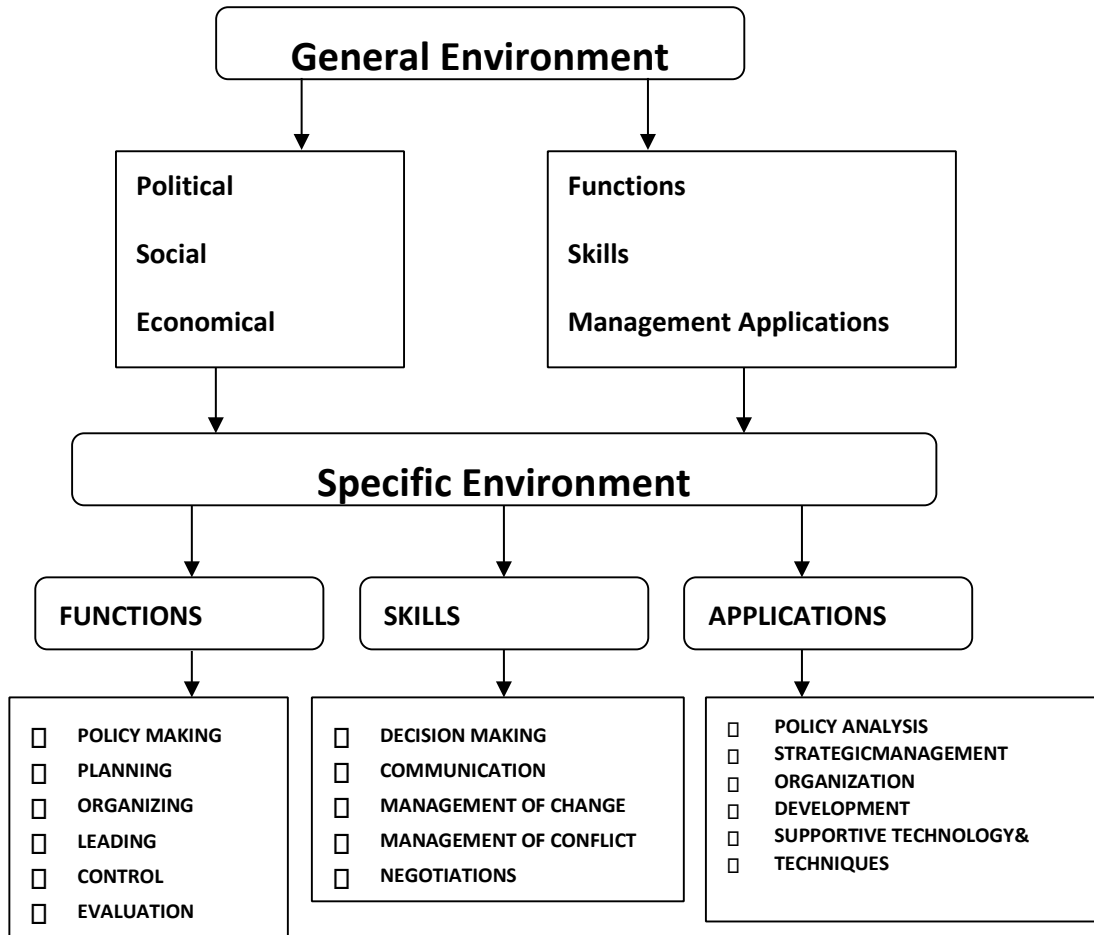 General Environment
Political
Social
Economical
Functions
Skills
Management Applications
Specific Environment
FUNCTIONS
SKILLS
APPLICATIONS
POLICY MAKING
PLANNING
ORGANIZING
LEADING
CONTROL
EVALUATION
DECISION MAKING
COMMUNICATION
MANAGEMENT OF CHANGE
MANAGEMENT OF CONFLICT
NEGOTIATIONS
POLICY ANALYSIS
STRATEGICMANAGEMENT
ORGANIZATION
DEVELOPMENT
SUPPORTIVE TECHNOLOGY&
TECHNIQUES